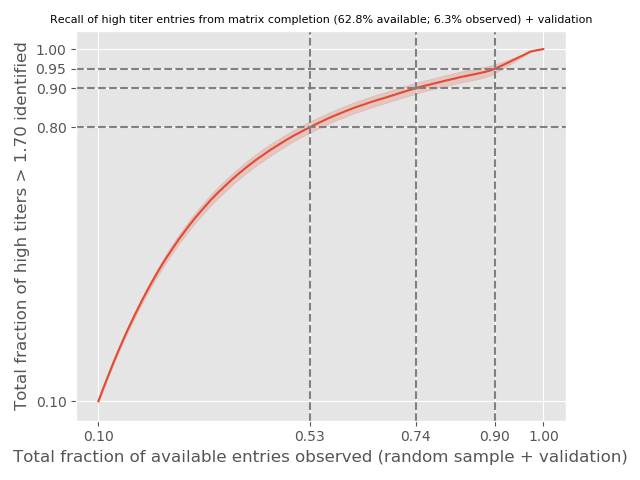 Recall of high titer entries from matrix completion (62.8% available; 6.3% observed) + validation
Total fraction of high titers > 1.70 identified
1.00
0.95
0.90
0.80
0.10
0.10 0.53 0.74 0.90 1.00
Total fraction of available entries observed (random sample + validation)